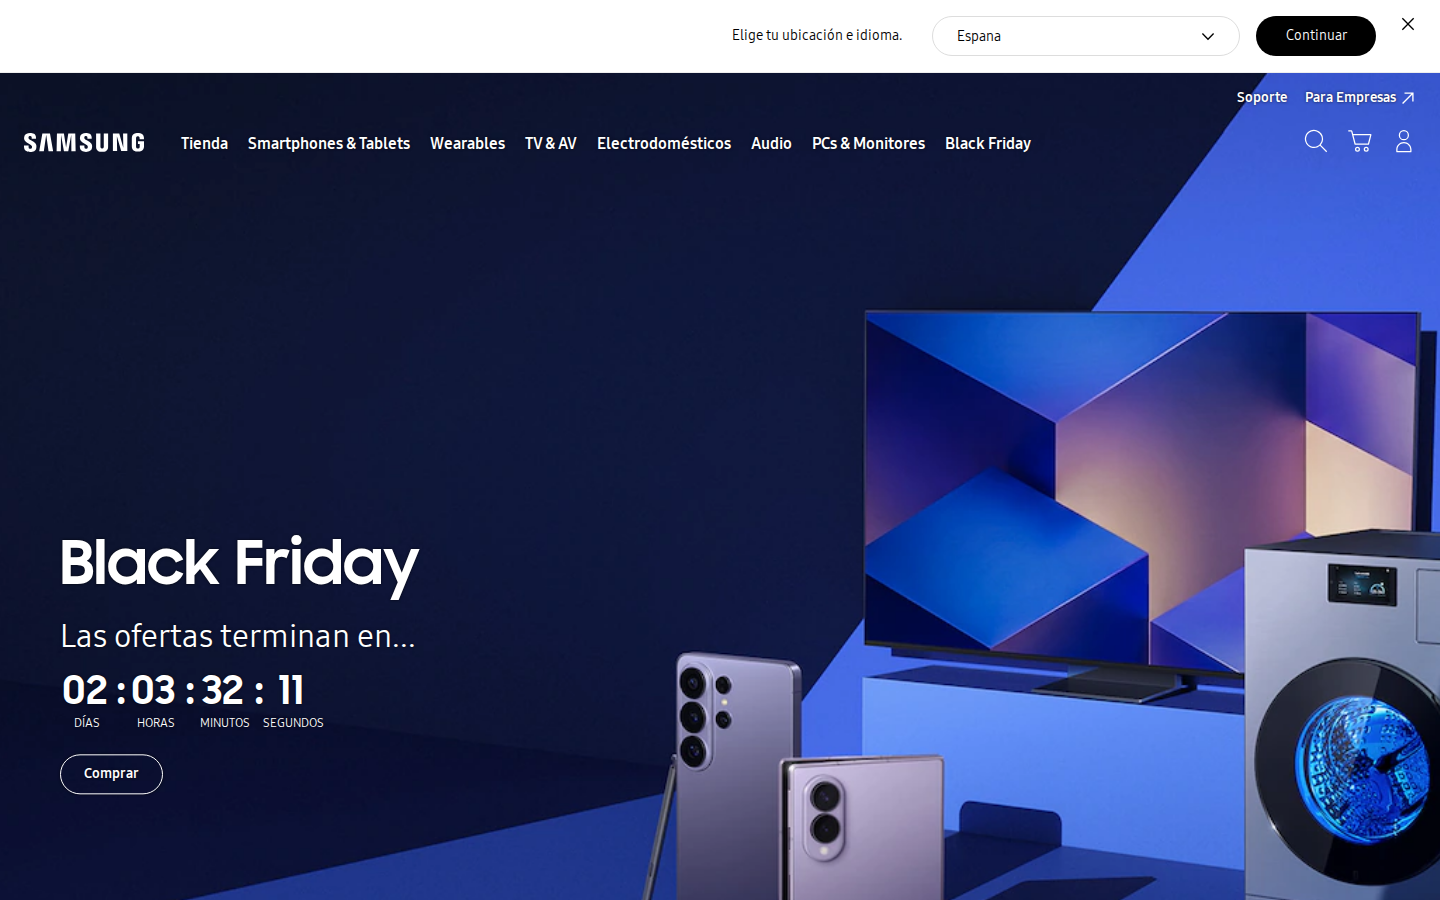 Elige tu ubicación e idioma.
Espana
Continuar
Soporte
Para Empresas
SAMSUNG
Tienda
Smartphones & Tablets
Wearables
TV & AV
Electrodomésticos
Audio
PCs & Monitores
Black Friday
Black Friday
Las ofertas terminan en...
02 : 03 : 32 : 11
DÍAS HORAS MINUTOS SEGUNDOS
Comprar